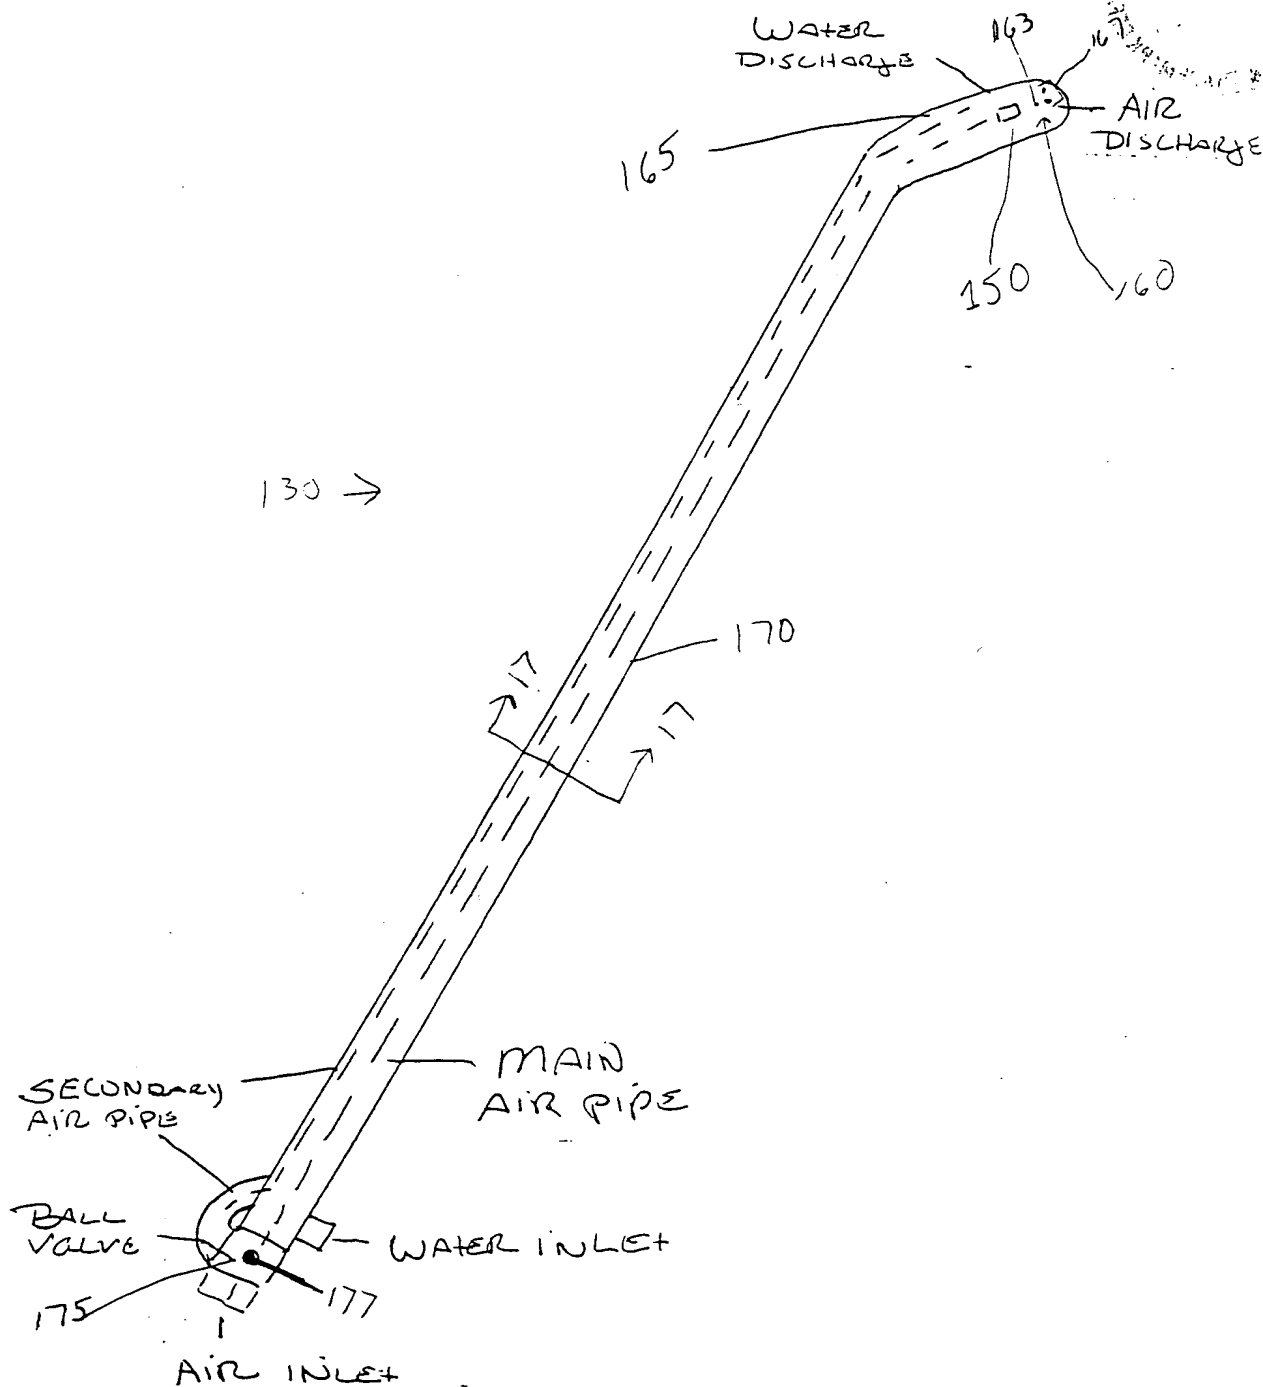 WATER
DISCHARGE
163
AIR
DISCHARGE
165
150
160
130
170
17
17
MAIN
AIR PIPE
SECONDARY
AIR PIPE
BALL
VALVE
WATER INLET
175
177
AIR INLET